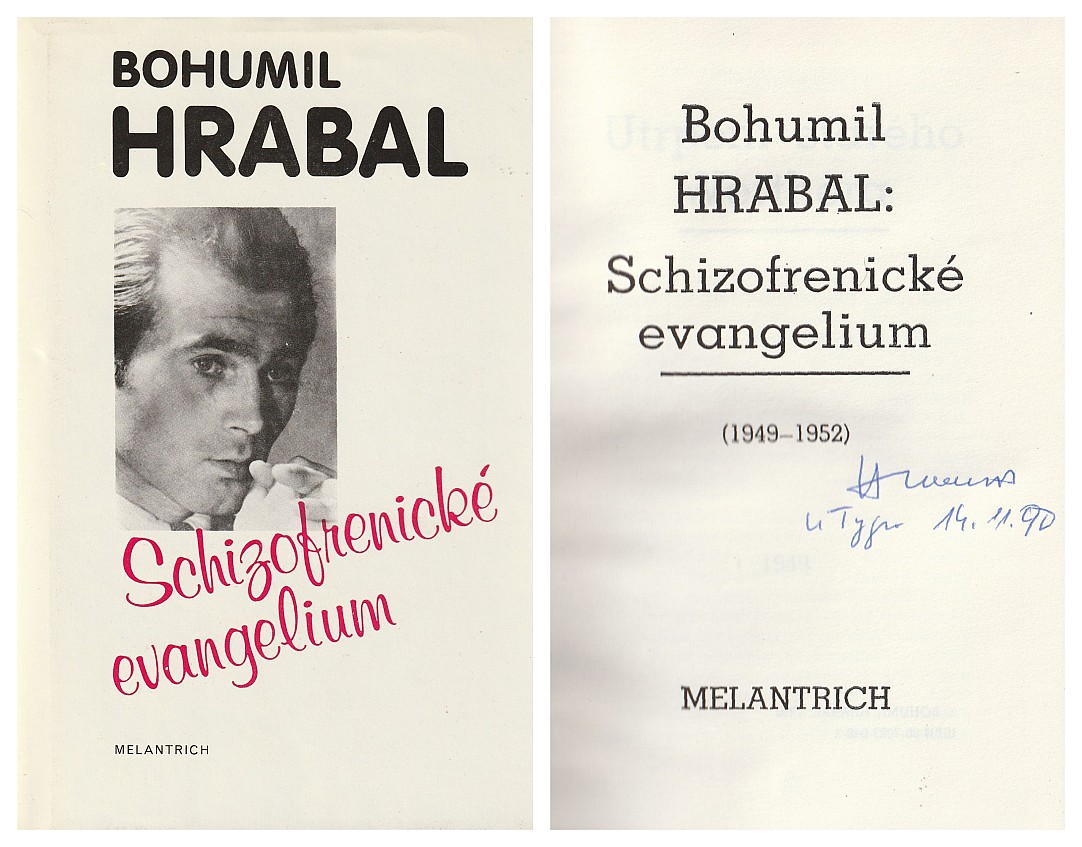 BOHUMIL
HRABAL
Schizofrenické
evangelium
MELANTRICH
Bohumil
HRABAL:
Schizofrenické
evangelium
(1949–1952)
u Tygra 14.11.90
MELANTRICH